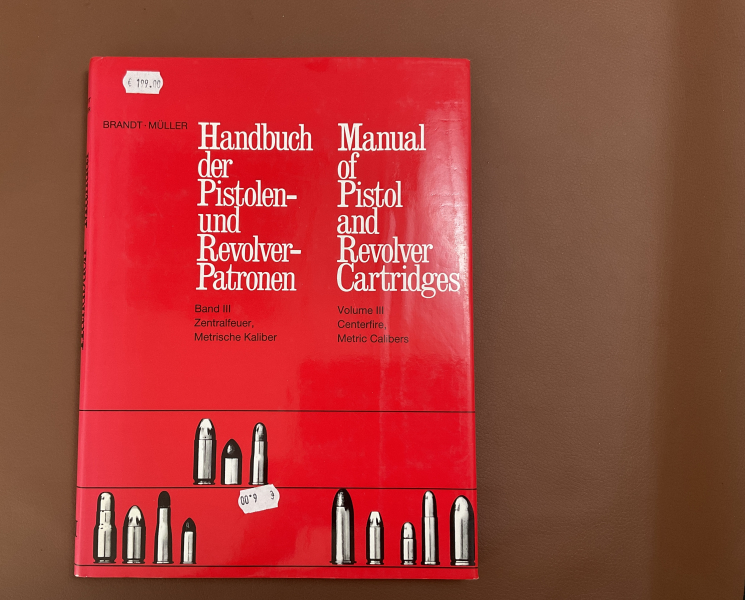 € 199.00
BRANDT · MÜLLER
Handbuch
der
Pistolen-
und
Revolver-
Patronen
Manual
of
Pistol
and
Revolver
Cartridges
Band III
Zentralfeuer,
Metrische Kaliber
Volume III
Centerfire,
Metric Calibers